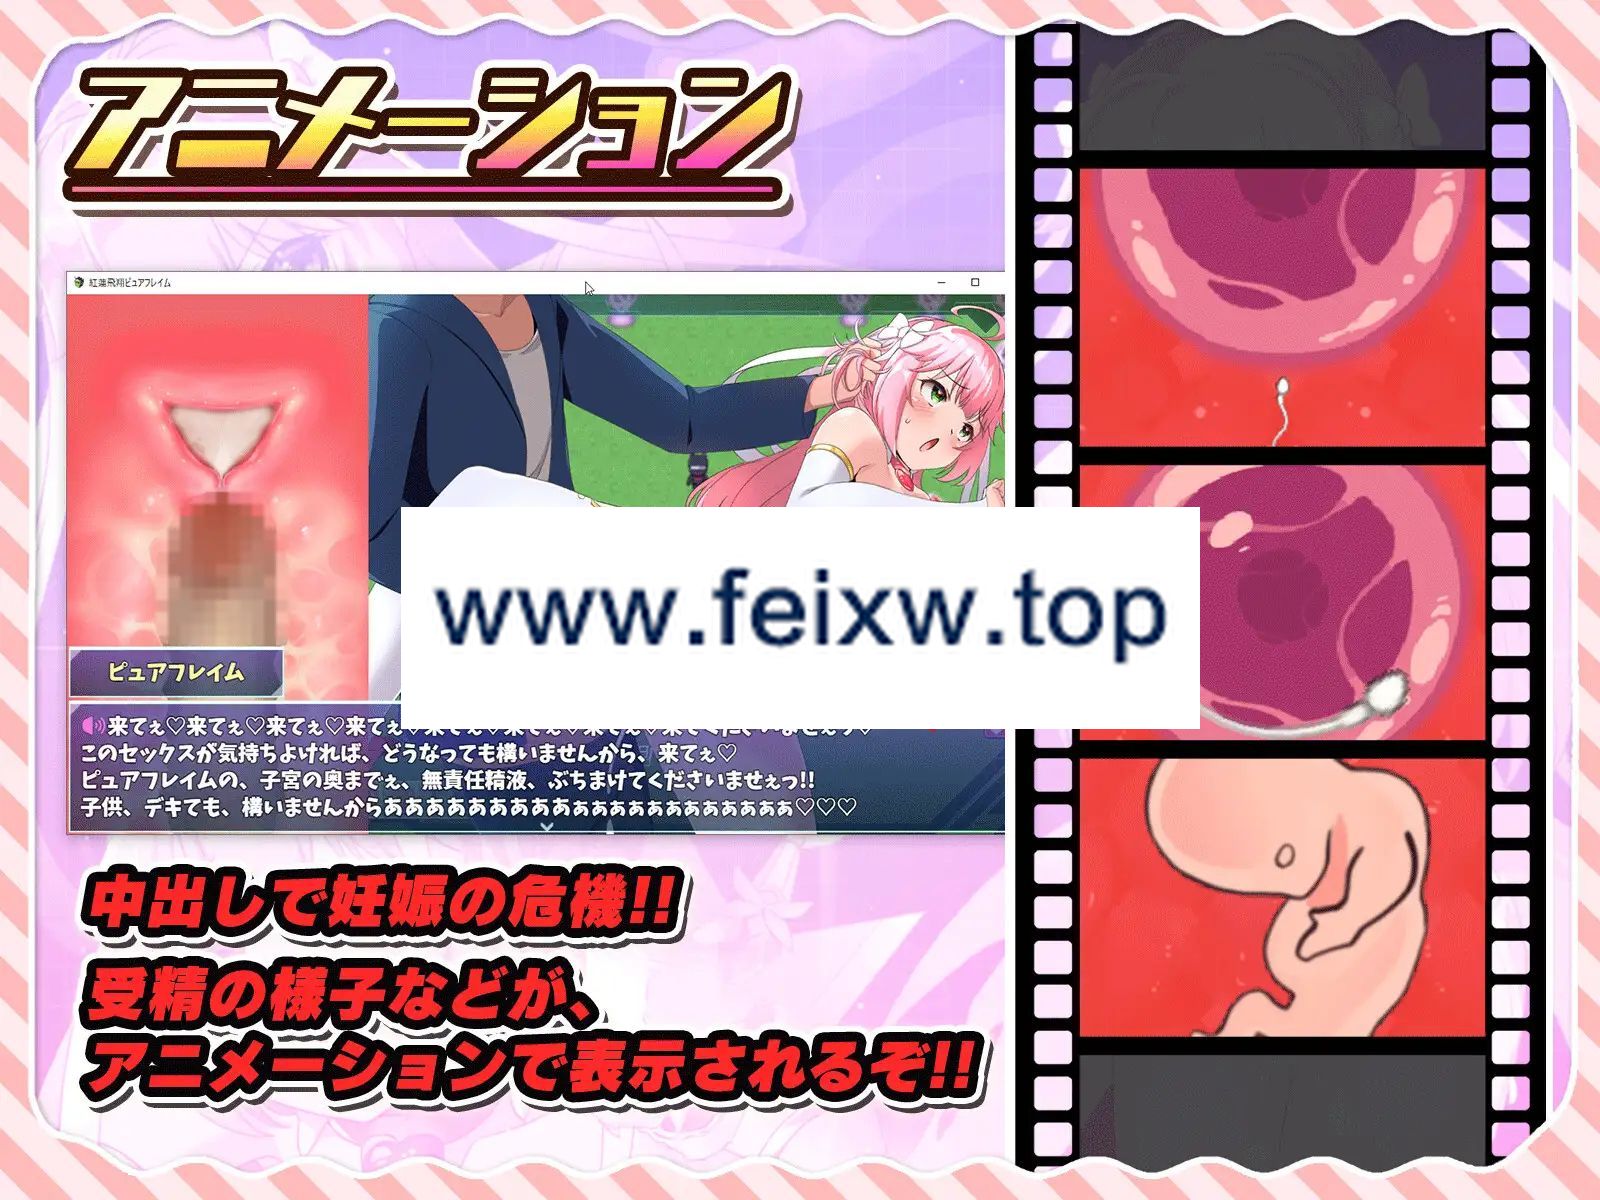 アニメーション
紅蓮飛翔ピュアフレイム
www.feixw.top
ピュアフレイム
来てぇ♡来てぇ♡来てぇ♡来てぇ
このセックスが気持ちよければ、どうなっても構いませんから、来てぇ♡
ピュアフレイムの、子宮の奥までぇ、無責任精液、ぶちまけてくださいませぇっ!!
子供、デキても、構いませんからぁあああああああああぁぁぁぁぁぁぁぁぁぁぁ♡♡♡
中出しで妊娠の危機!!
受精の様子などが、
アニメーションで表示されるぞ!!